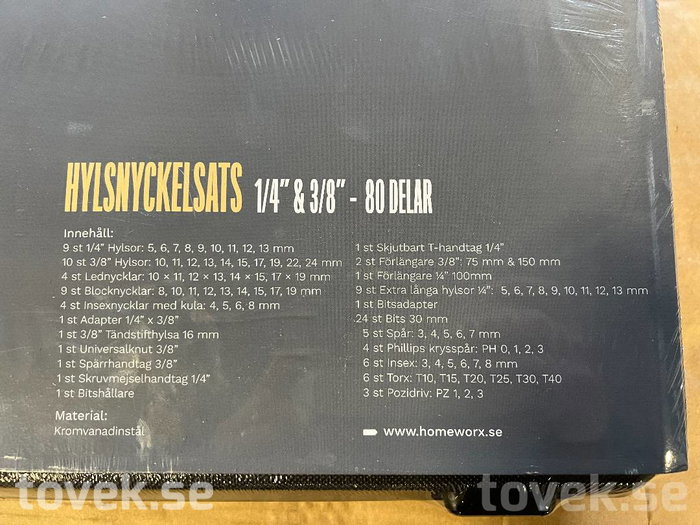 HYLSNYCKELSATS 1/4" & 3/8" - 80 DELAR
Innehåll:
9 st 1/4" Hylsor: 5, 6, 7, 8, 9, 10, 11, 12, 13 mm
10 st 3/8" Hylsor: 10, 11, 12, 13, 14, 15, 17, 19, 22, 24 mm
4 st Lednycklar: 10 × 11, 12 × 13, 14 × 15, 17 × 19 mm
9 st Blocknycklar: 8, 10, 11, 12, 13, 14, 15, 17, 19 mm
4 st Insexnycklar med kula: 4, 5, 6, 8 mm
1 st Adapter 1/4" x 3/8"
1 st 3/8" Tändstifthylsa 16 mm
1 st Universalknut 3/8"
1 st Spärrhandtag 3/8"
1 st Skruvmejselhandtag 1/4"
1 st Bitshållare
Material:
Kromvanadinstål
1 st Skjutbart T-handtag 1/4"
2 st Förlängare 3/8": 75 mm & 150 mm
1 st Förlängare ¼" 100mm
9 st Extra långa hylsor ¼": 5, 6, 7, 8, 9, 10, 11, 12, 13 mm
1 st Bitsadapter
24 st Bits 30 mm
5 st Spår: 3, 4, 5, 6, 7 mm
4 st Phillips krysspår: PH 0, 1, 2, 3
6 st Insex: 3, 4, 5, 6, 7, 8 mm
6 st Torx: T10, T15, T20, T25, T30, T40
3 st Pozidriv: PZ 1, 2, 3
www.homeworx.se
tovek.se
tovek.se